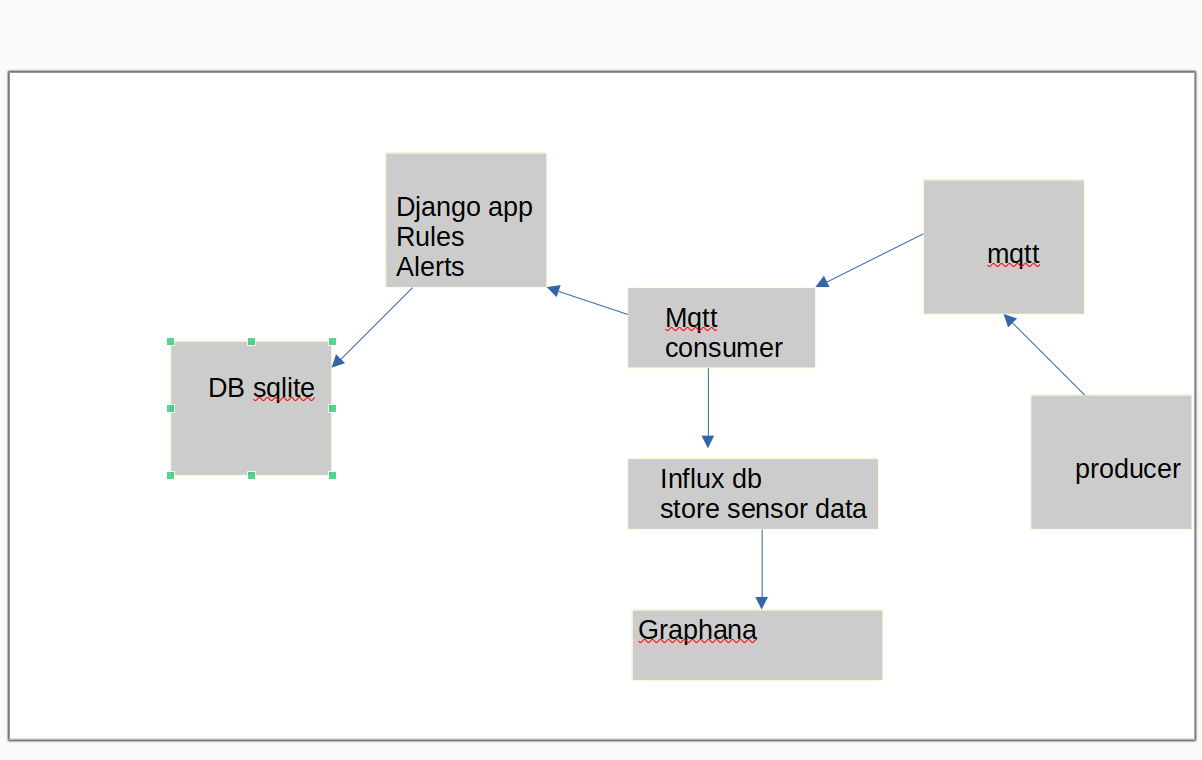 Django app
Rules
Alerts
mqtt
Mqtt
consumer
DB sqlite
producer
Influx db
store sensor data
Graphana